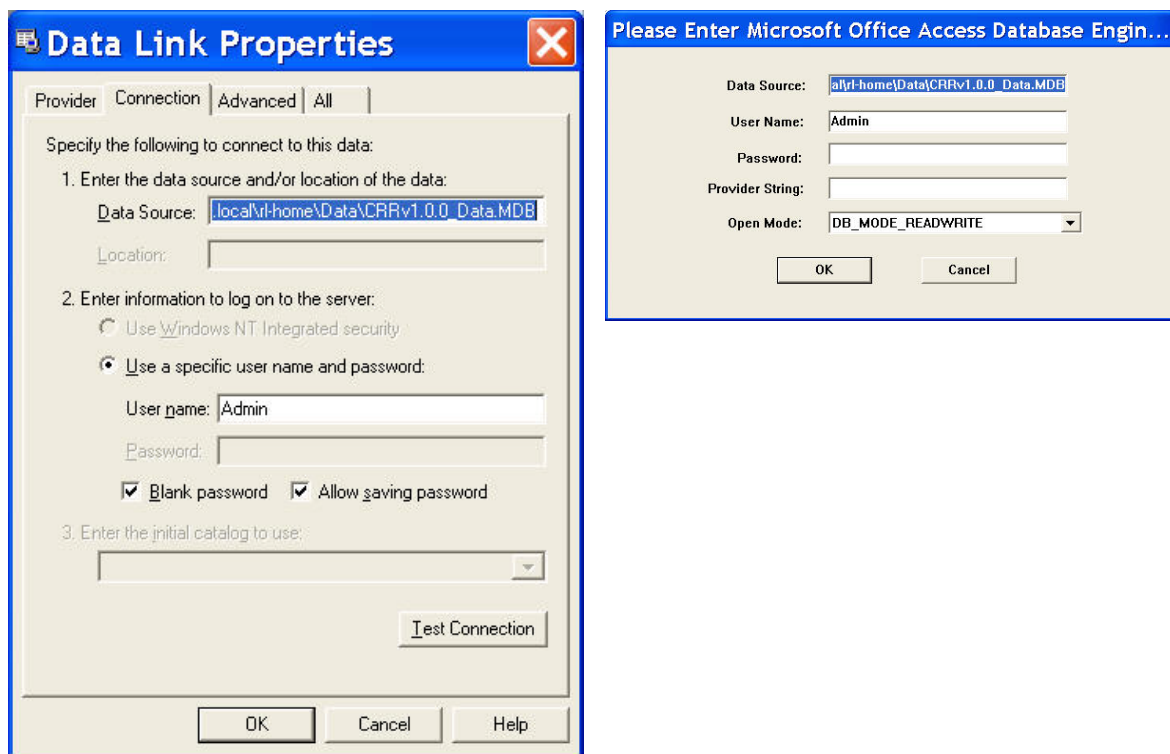 Data Link Properties
Provider Connection Advanced All
Specify the following to connect to this data:
1. Enter the data source and/or location of the data:
Data Source: .local\rl-home\Data\CRRv1.0.0_Data.MDB
Location:
2. Enter information to log on to the server:
Use Windows NT Integrated security
Use a specific user name and password:
User name: Admin
Password:
Blank password Allow saving password
3. Enter the initial catalog to use:
Test Connection
OK Cancel Help
Please Enter Microsoft Office Access Database Engin...
Data Source: al\rl-home\Data\CRRv1.0.0_Data.MDB
User Name: Admin
Password:
Provider String:
Open Mode: DB_MODE_READWRITE
OK Cancel